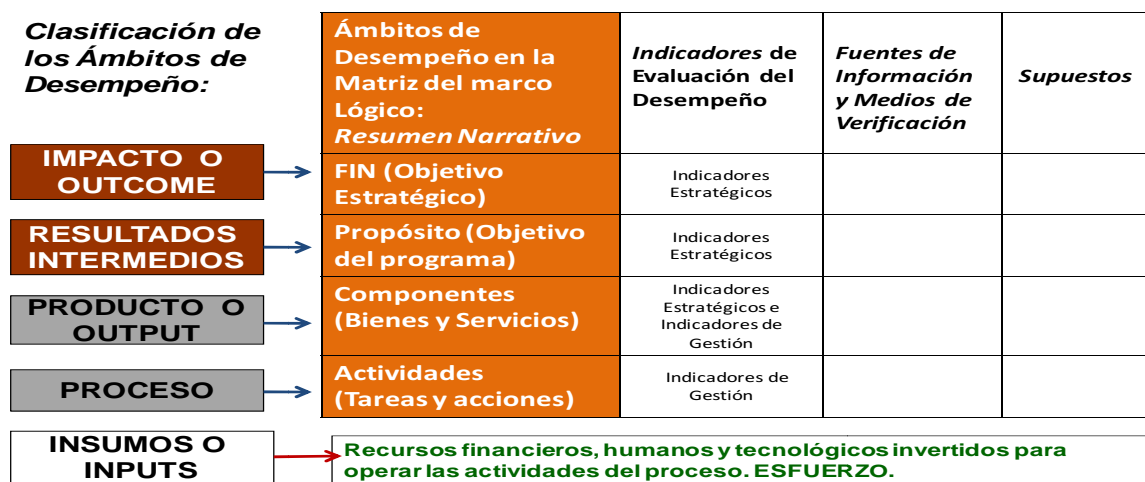 Clasificación de
los Ámbitos de
Desempeño:
Ámbitos de
Desempeño en la
Matriz del marco
Lógico:
Resumen Narrativo
Indicadores de
Evaluación del
Desempeño
Fuentes de
Información
y Medios de
Verificación
Supuestos
IMPACTO O
OUTCOME
FIN (Objetivo
Estratégico)
Indicadores
Estratégicos
RESULTADOS
INTERMEDIOS
Propósito (Objetivo
del programa)
Indicadores
Estratégicos
PRODUCTO O
OUTPUT
Componentes
(Bienes y Servicios)
Indicadores
Estratégicos e
Indicadores de
Gestión
PROCESO
Actividades
(Tareas y acciones)
Indicadores de
Gestión
INSUMOS O
INPUTS
Recursos financieros, humanos y tecnológicos invertidos para
operar las actividades del proceso. ESFUERZO.